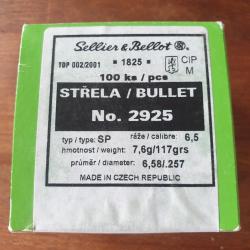 Sellier & Bellot ®
TDP 002/2001 • 1825 • CIP
M
100 ks / pcs
STŘELA / BULLET
No. 2925
typ / type: SP ráže / calibre: 6,5
hmotnost / weight: 7,6g/117grs
průměr / diameter: 6,58/.257
MADE IN CZECH REPUBLIC